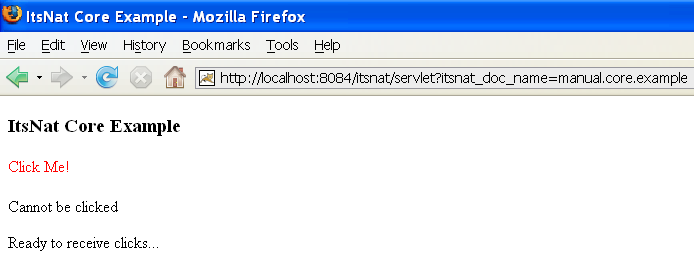 ItsNat Core Example - Mozilla Firefox
File Edit View History Bookmarks Tools Help
http://localhost:8084/itsnat/servlet?itsnat_doc_name=manual.core.example
ItsNat Core Example
Click Me!
Cannot be clicked
Ready to receive clicks...